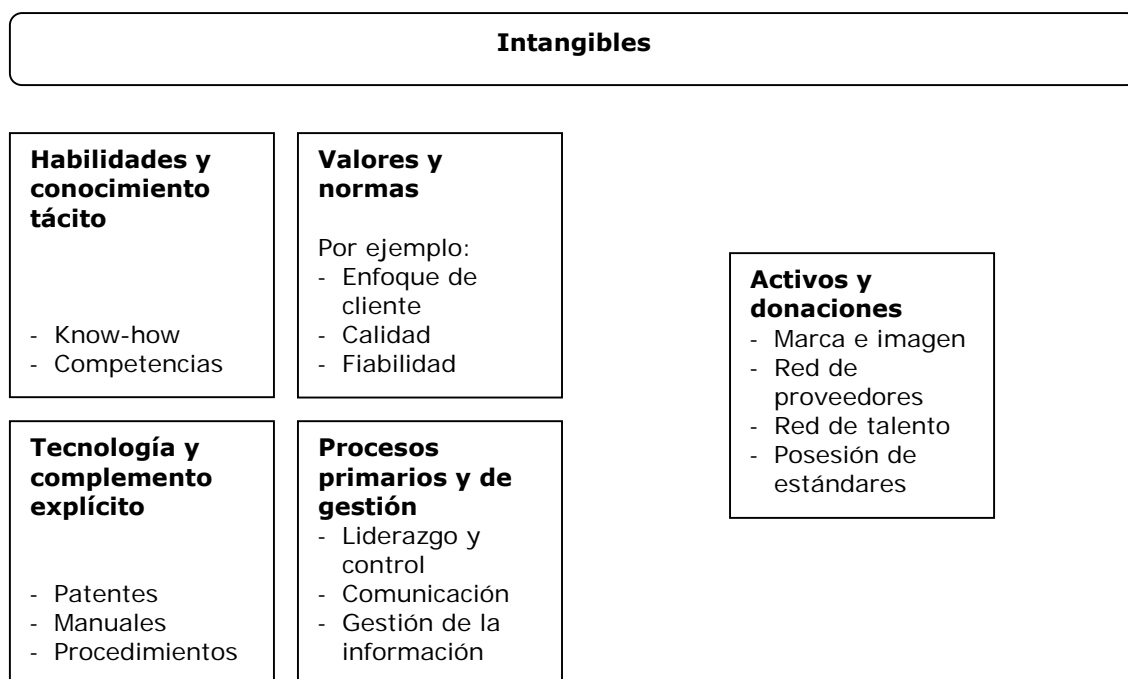 Intangibles
Habilidades y
conocimiento
tácito
- Know-how
- Competencias
Valores y
normas
Por ejemplo:
- Enfoque de
cliente
- Calidad
- Fiabilidad
Activos y
donaciones
- Marca e imagen
- Red de
proveedores
- Red de talento
- Posesión de
estándares
Tecnología y
complemento
explícito
- Patentes
- Manuales
- Procedimientos
Procesos
primarios y de
gestión
- Liderazgo y
control
- Comunicación
- Gestión de la
información